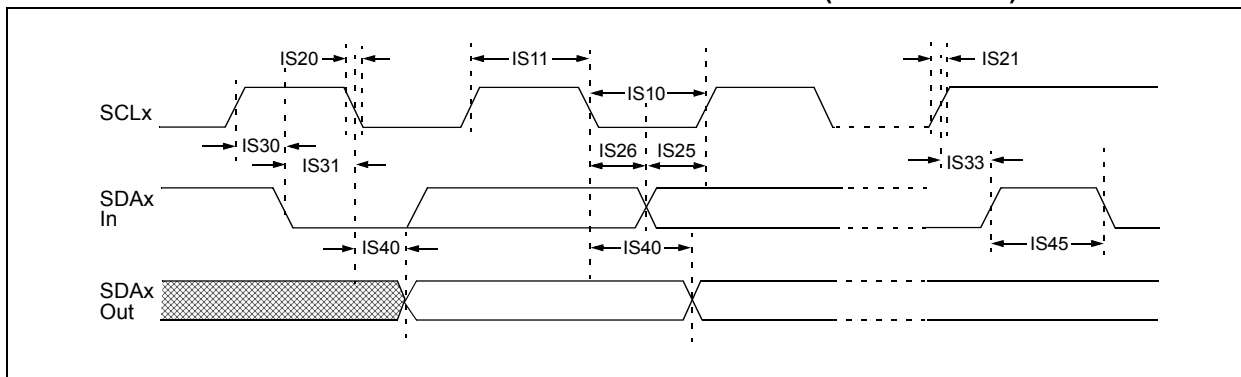 IS20
IS11
IS21
IS10
SCLx
IS30
IS26
IS25
IS31
IS33
SDAx
In
IS40
IS40
IS45
SDAx
Out